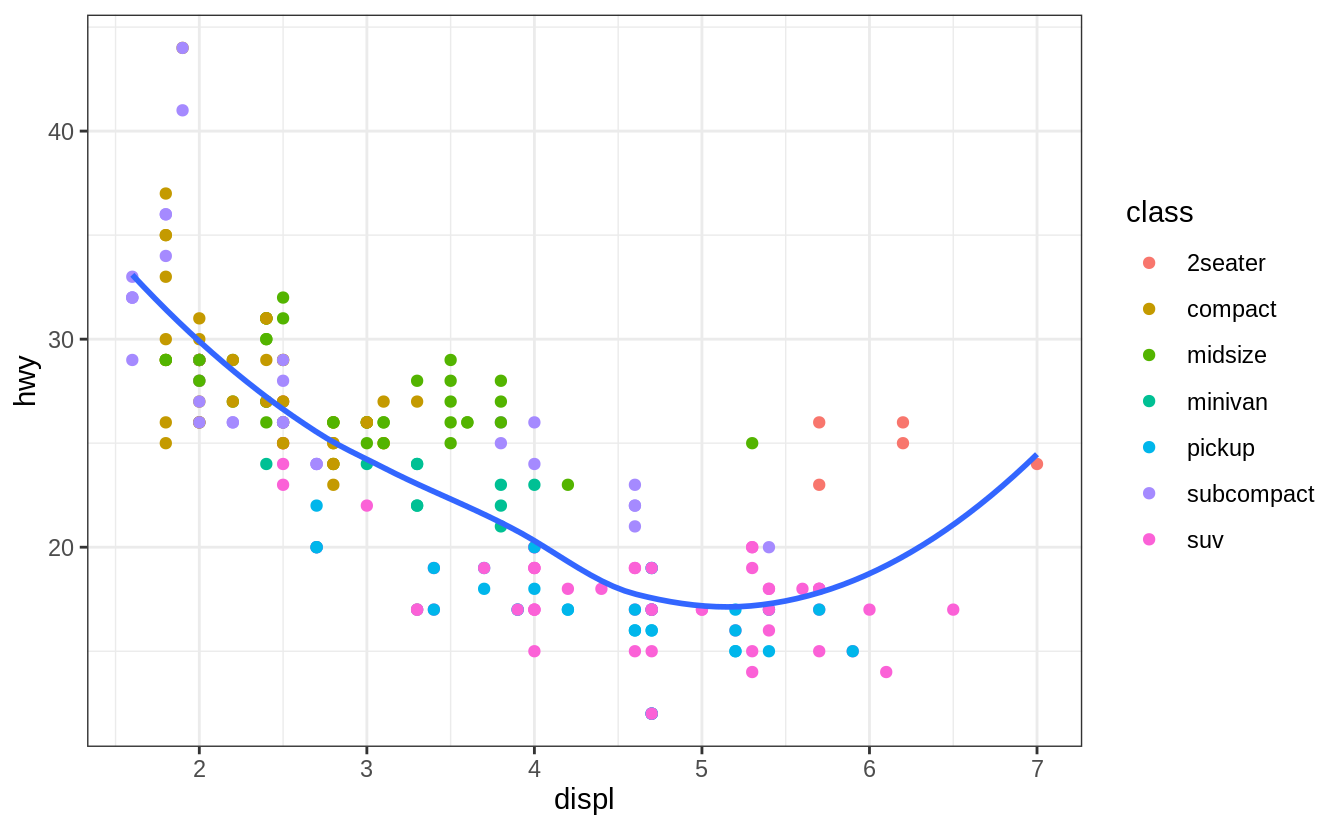 hwy
40
30
20
2 3 4 5 6 7
displ
class
2seater
compact
midsize
minivan
pickup
subcompact
suv